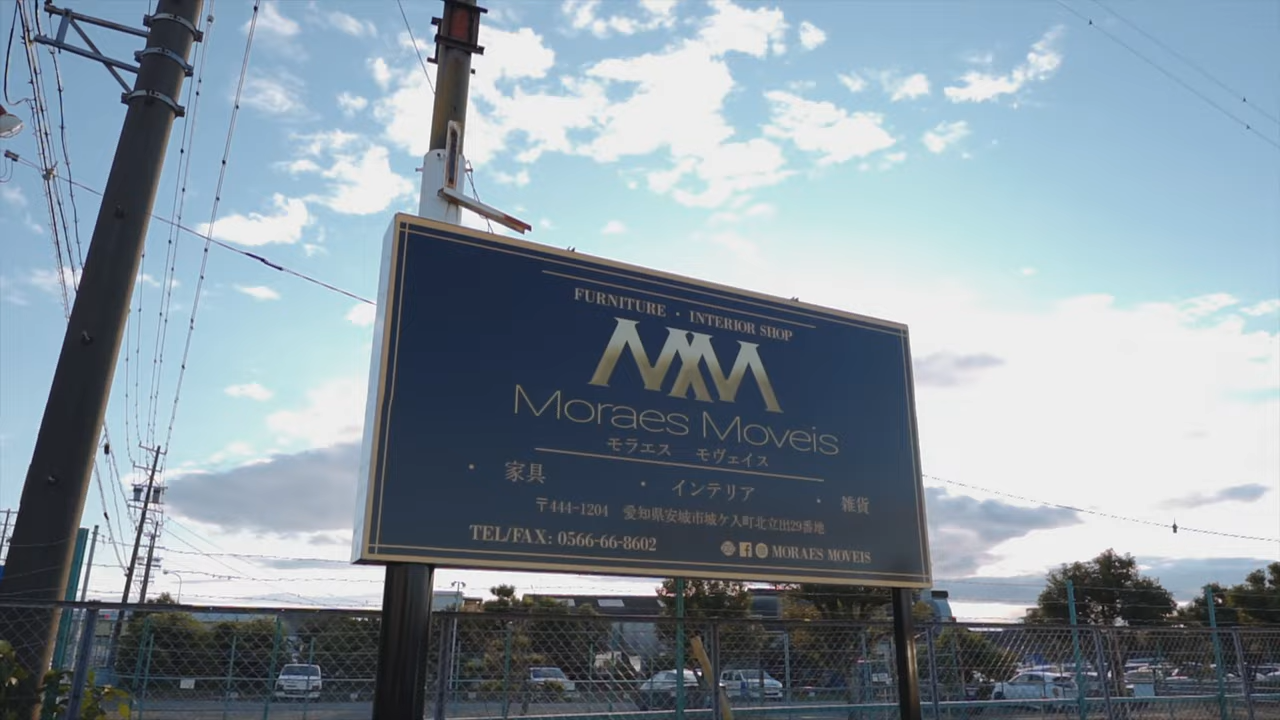 FURNITURE・INTERIOR SHOP
MM
Moraes Moveis
モラエス モヴェイス
・家具 ・インテリア ・雑貨
〒444-1204 愛知県安城市城ケ入町北立出29番地
TEL/FAX: 0566-66-8602
MORAES MOVEIS